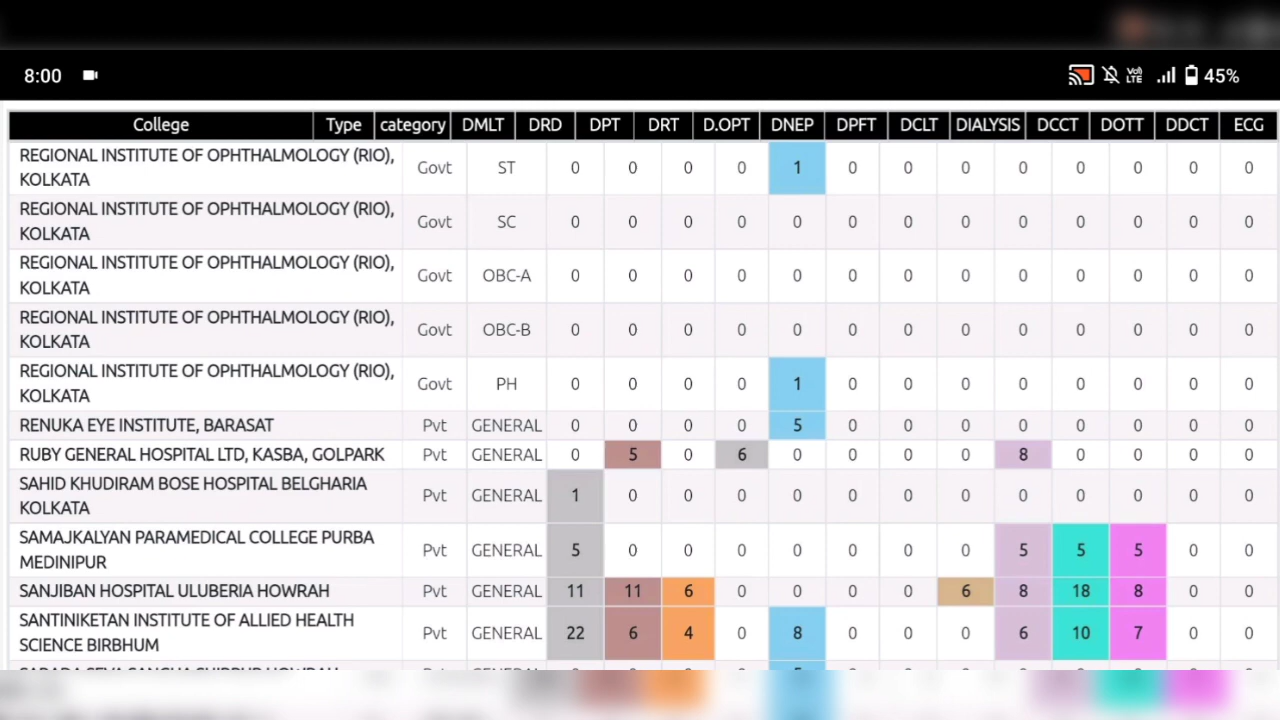 8:00 VoLTE 45%
College Type category DMLT DRD DPT DRT D.OPT DNEP DPFT DCLT DIALYSIS DCCT DOTT DDCT ECG
REGIONAL INSTITUTE OF OPHTHALMOLOGY (RIO),
KOLKATA Govt ST 0 0 0 0 1 0 0 0 0 0 0 0 0
REGIONAL INSTITUTE OF OPHTHALMOLOGY (RIO),
KOLKATA Govt SC 0 0 0 0 0 0 0 0 0 0 0 0 0
REGIONAL INSTITUTE OF OPHTHALMOLOGY (RIO),
KOLKATA Govt OBC-A 0 0 0 0 0 0 0 0 0 0 0 0 0
REGIONAL INSTITUTE OF OPHTHALMOLOGY (RIO),
KOLKATA Govt OBC-B 0 0 0 0 0 0 0 0 0 0 0 0 0
REGIONAL INSTITUTE OF OPHTHALMOLOGY (RIO),
KOLKATA Govt PH 0 0 0 0 1 0 0 0 0 0 0 0 0
RENUKA EYE INSTITUTE, BARASAT Pvt GENERAL 0 0 0 0 5 0 0 0 0 0 0 0 0
RUBY GENERAL HOSPITAL LTD, KASBA, GOLPARK Pvt GENERAL 0 5 0 6 0 0 0 0 8 0 0 0 0
SAHID KHUDIRAM BOSE HOSPITAL BELGHARIA
KOLKATA Pvt GENERAL 1 0 0 0 0 0 0 0 0 0 0 0 0
SAMAJKALYAN PARAMEDICAL COLLEGE PURBA
MEDINIPUR Pvt GENERAL 5 0 0 0 0 0 0 0 5 5 5 0 0
SANJIBAN HOSPITAL ULUBERIA HOWRAH Pvt GENERAL 11 11 6 0 0 0 0 6 8 18 8 0 0
SANTINIKETAN INSTITUTE OF ALLIED HEALTH
SCIENCE BIRBHUM Pvt GENERAL 22 6 4 0 8 0 0 0 6 10 7 0 0